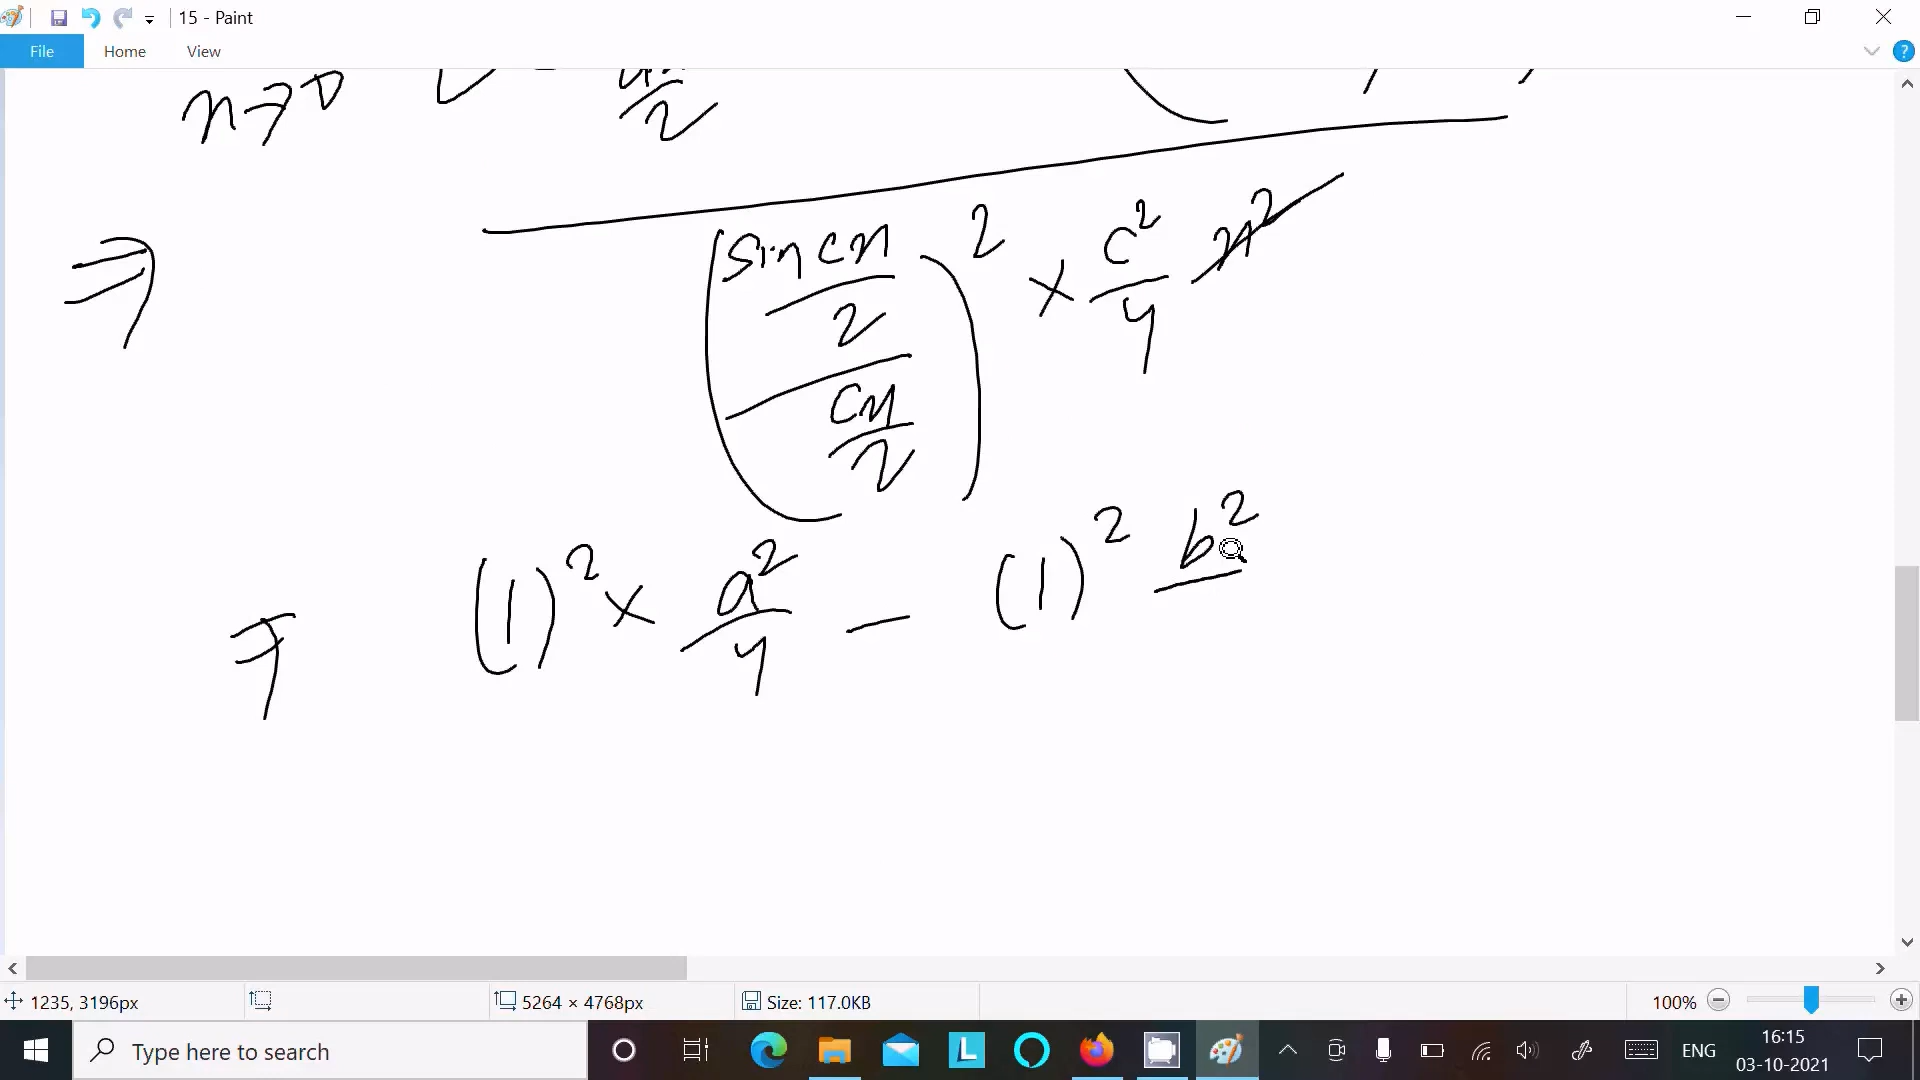 15 - Paint
File Home View
n→0
2
⇒ (sin cx/2 / cx/2)² × c²/4 x²
⇒ (1)² × a²/4 − (1)² b²
1235, 3196px 5264 × 4768px Size: 117.0KB 100%
Type here to search L ENG 16:15
03-10-2021